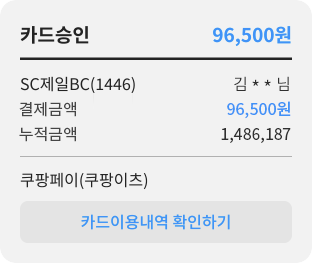 카드승인 96,500원
SC제일BC(1446) 김 * * 님
결제금액 96,500원
누적금액 1,486,187
쿠팡페이(쿠팡이츠)
카드이용내역 확인하기